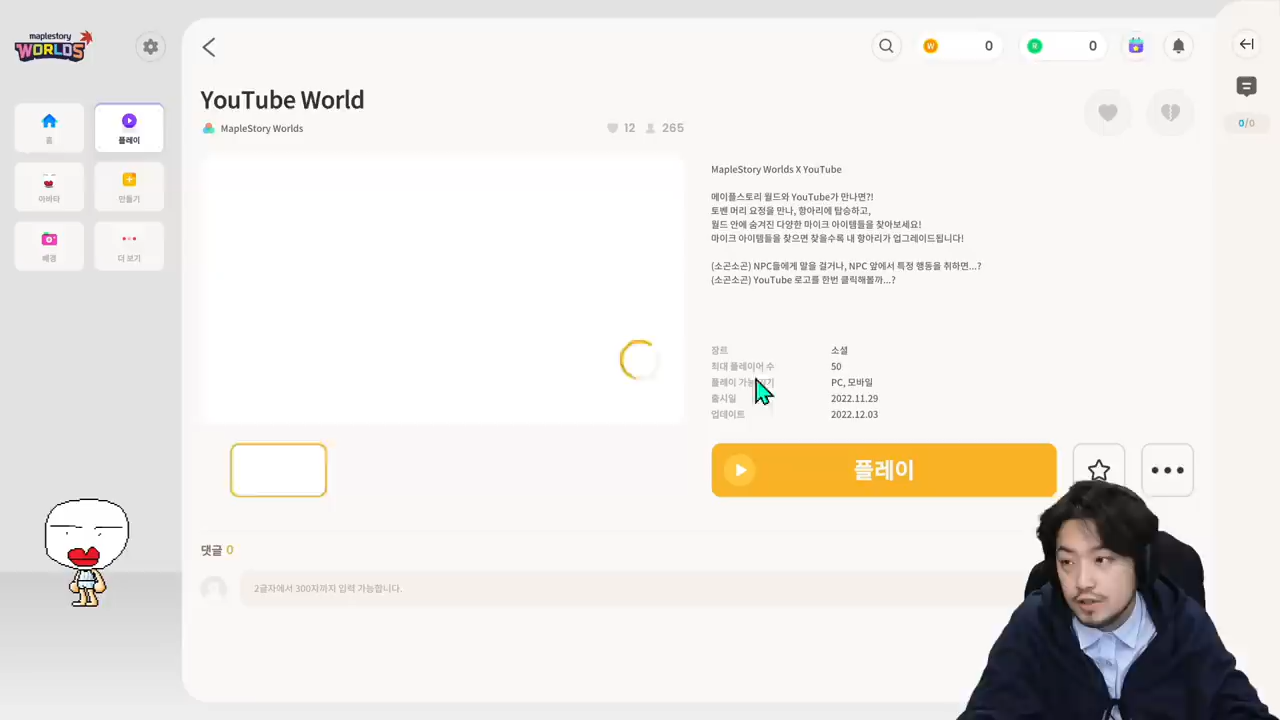 maplestory
WORLDS
홈
플레이
아바타
만들기
배경
더 보기
W 0
R 0
0/0
YouTube World
MapleStory Worlds
12
265
MapleStory Worlds X YouTube
메이플스토리 월드와 YouTube가 만나면?!
토벤 머리 요정을 만나, 항아리에 탑승하고,
월드 안에 숨겨진 다양한 마이크 아이템들을 찾아보세요!
마이크 아이템들을 찾으면 찾을수록 내 항아리가 업그레이드됩니다!
(소곤소곤) NPC들에게 말을 걸거나, NPC 앞에서 특정 행동을 취하면...?
(소곤소곤) YouTube 로고를 한번 클릭해볼까...?
장르 소셜
최대 플레이어 수 50
플레이 가능 PC, 모바일
출시일 2022.11.29
업데이트 2022.12.03
플레이
댓글 0
2글자에서 300자까지 입력 가능합니다.